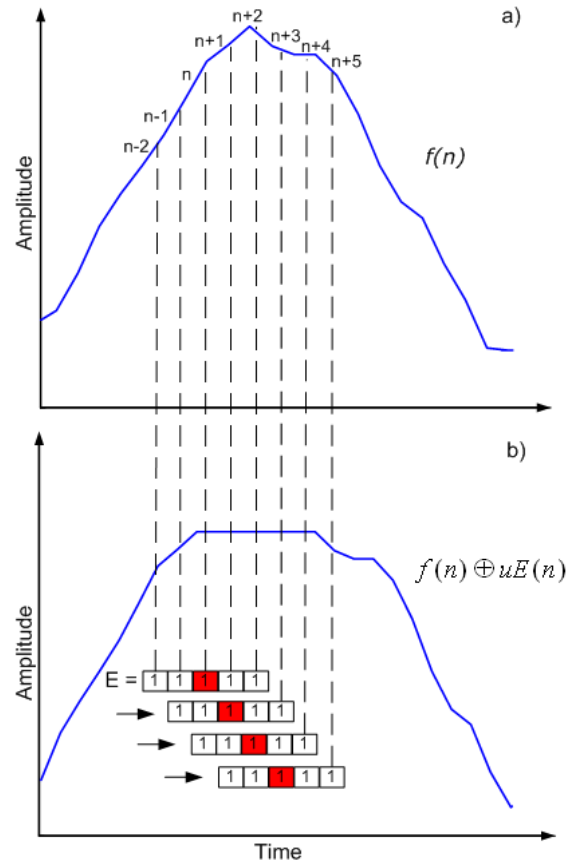 a)
n+2
n+1
n+3
n+4
n
n+5
n-1
n-2
f(n)
Amplitude
b)
f(n)⊕uE(n)
Amplitude
E = 1 1 1 1 1
1 1 1 1 1
1 1 1 1 1
1 1 1 1 1
Time